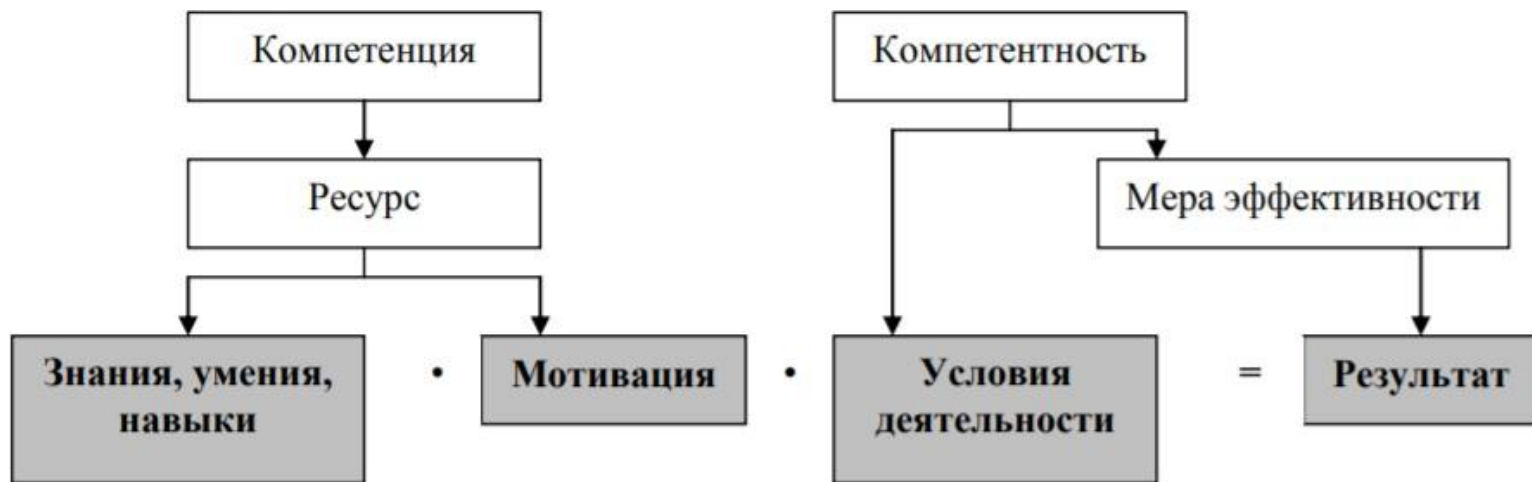 Компетенция
Компетентность
Ресурс
Мера эффективности
Знания, умения,
навыки
•
Мотивация
•
Условия
деятельности
=
Результат